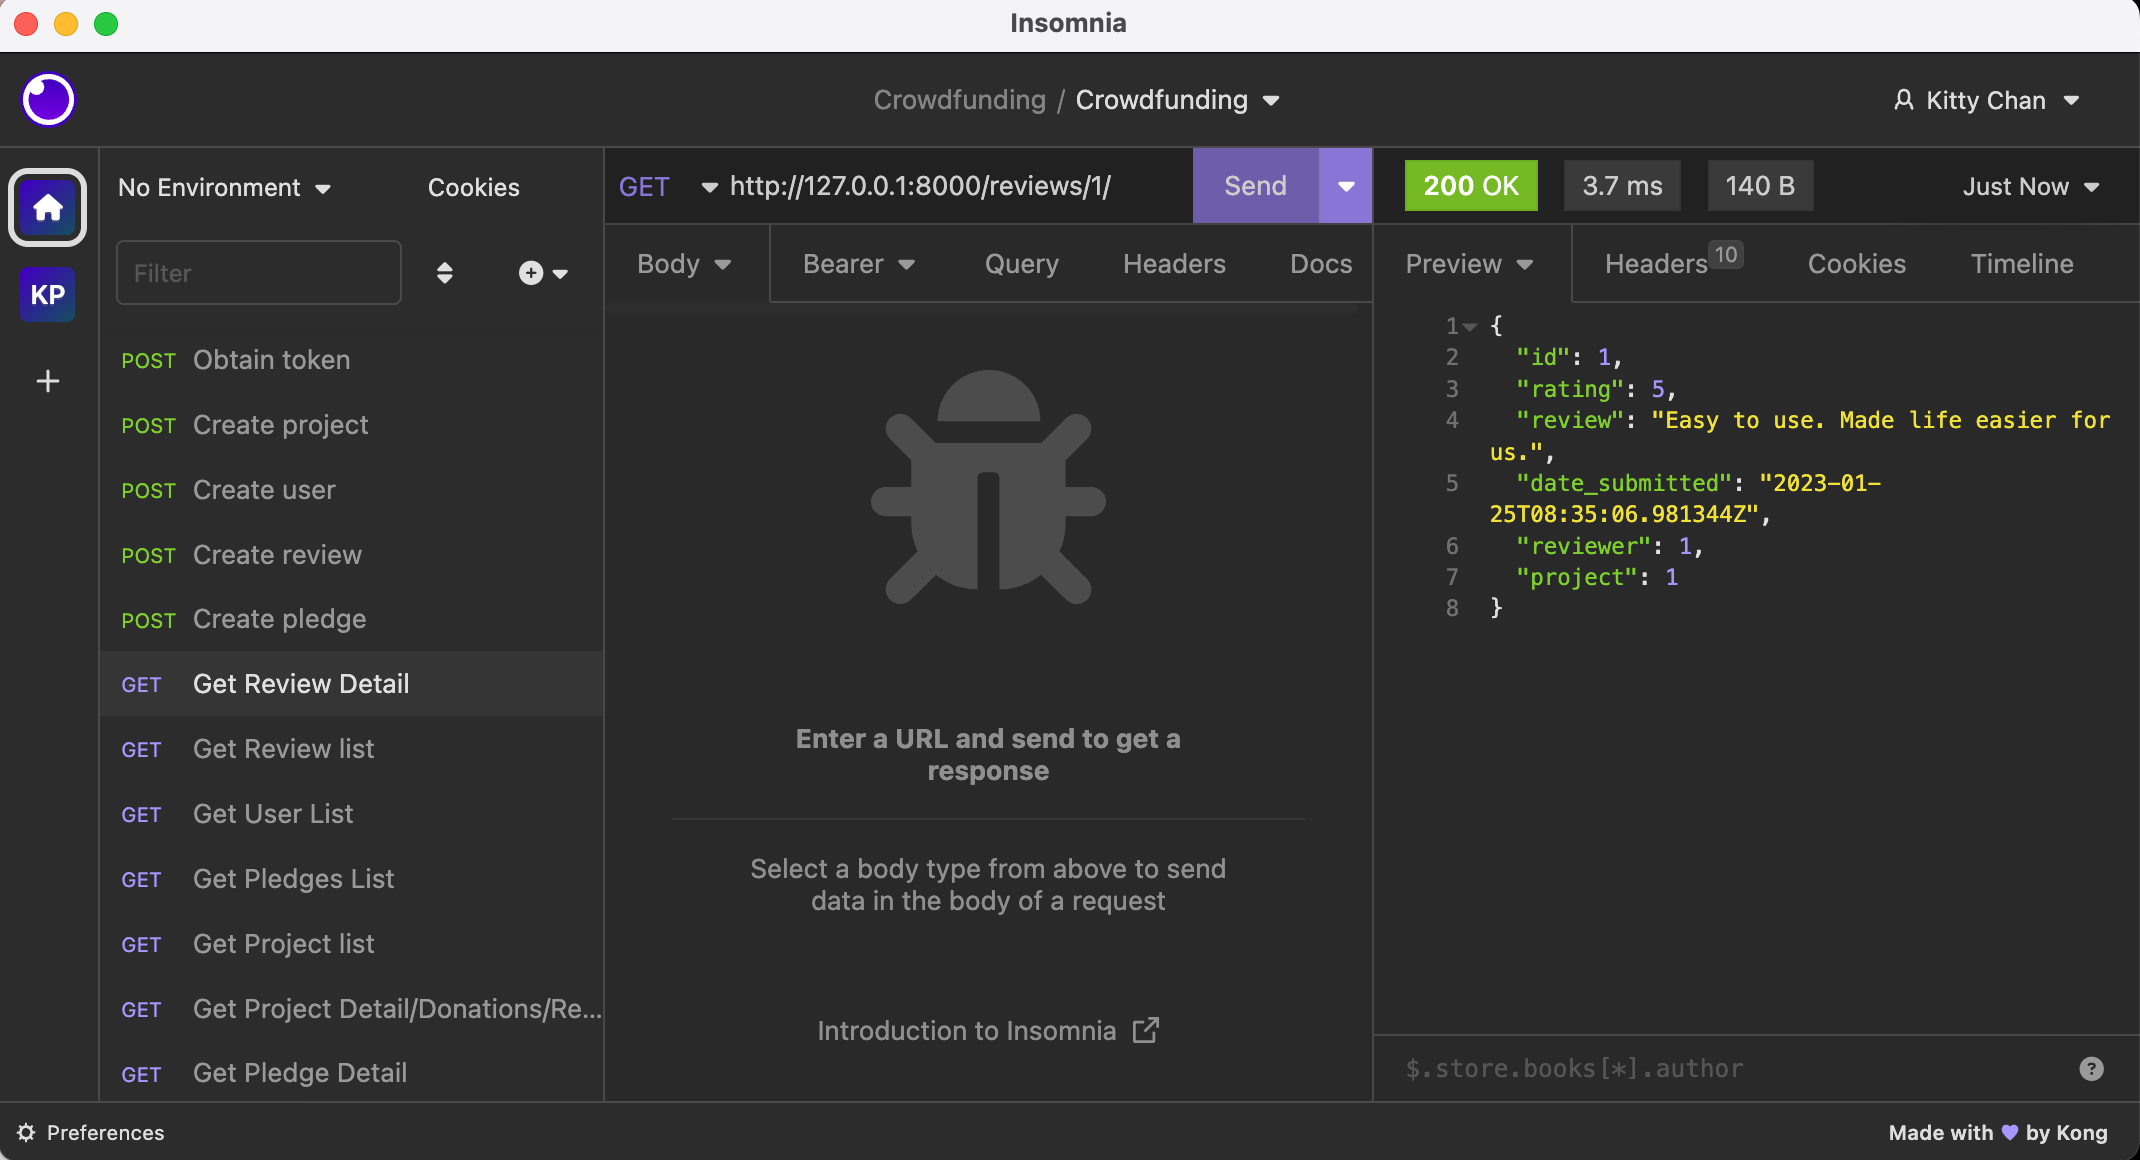 Insomnia
Crowdfunding / Crowdfunding
Kitty Chan
KP
No Environment
Cookies
Filter
POST Obtain token
POST Create project
POST Create user
POST Create review
POST Create pledge
GET Get Review Detail
GET Get Review list
GET Get User List
GET Get Pledges List
GET Get Project list
GET Get Project Detail/Donations/Re...
GET Get Pledge Detail
GET http://127.0.0.1:8000/reviews/1/ Send
Body Bearer Query Headers Docs
Enter a URL and send to get a
response
Select a body type from above to send
data in the body of a request
Introduction to Insomnia
200 OK 3.7 ms 140 B Just Now
Preview Headers 10 Cookies Timeline
1 {
2 "id": 1,
3 "rating": 5,
4 "review": "Easy to use. Made life easier for
us.",
5 "date_submitted": "2023-01-
25T08:35:06.981344Z",
6 "reviewer": 1,
7 "project": 1
8 }
$.store.books[*].author
?
Preferences
Made with 💜 by Kong